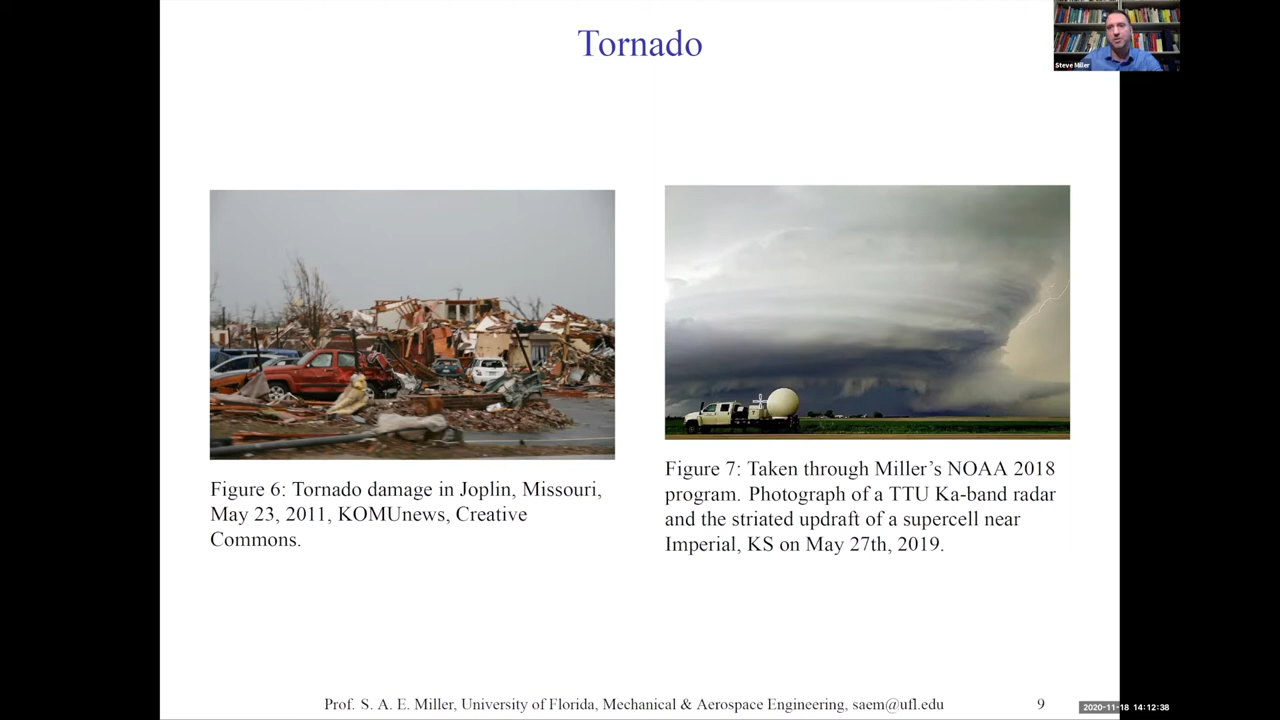 Tornado
Steve Miller
Figure 6: Tornado damage in Joplin, Missouri,
May 23, 2011, KOMUnews, Creative
Commons.
Figure 7: Taken through Miller's NOAA 2018
program. Photograph of a TTU Ka-band radar
and the striated updraft of a supercell near
Imperial, KS on May 27th, 2019.
Prof. S. A. E. Miller, University of Florida, Mechanical & Aerospace Engineering, saem@ufl.edu
9
2020-11-18 14:12:38